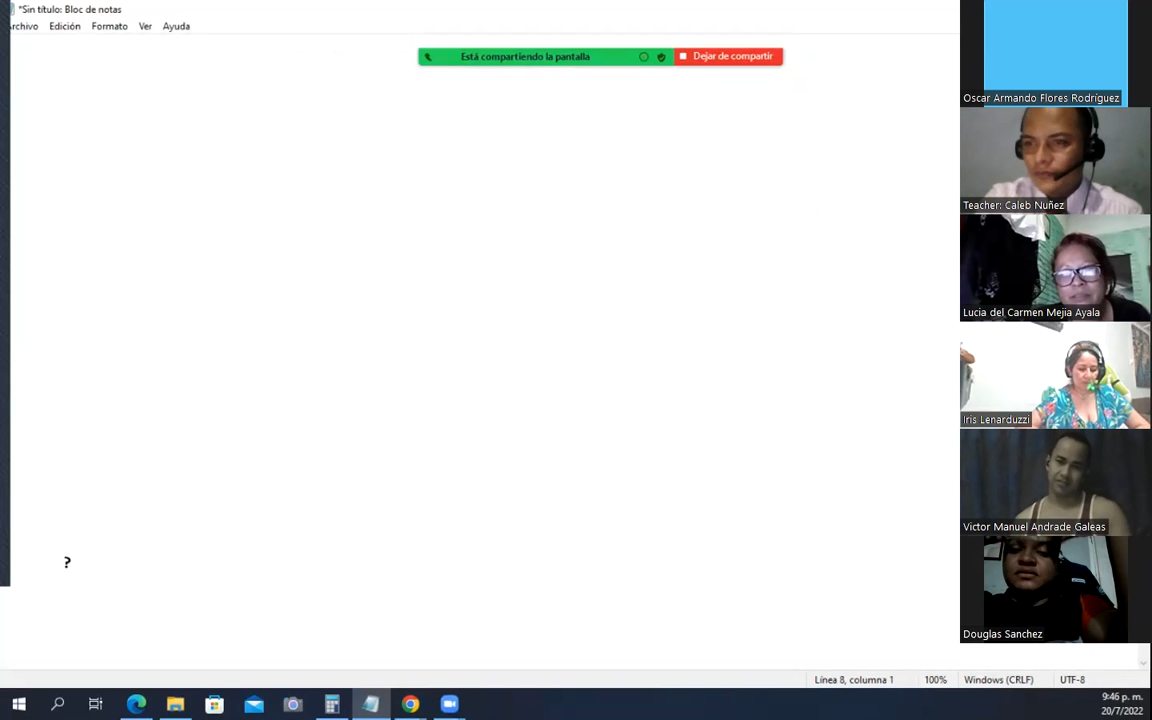 *Sin título: Bloc de notas
rchivo Edición Formato Ver Ayuda
Está compartiendo la pantalla
Dejar de compartir
Oscar Armando Flores Rodríguez
Teacher: Caleb Nuñez
Lucia del Carmen Mejia Ayala
Iris Lenarduzzi
Victor Manuel Andrade Galeas
Douglas Sanchez
?
Línea 8, columna 1 100% Windows (CRLF) UTF-8
9:46 p. m.
20/7/2022